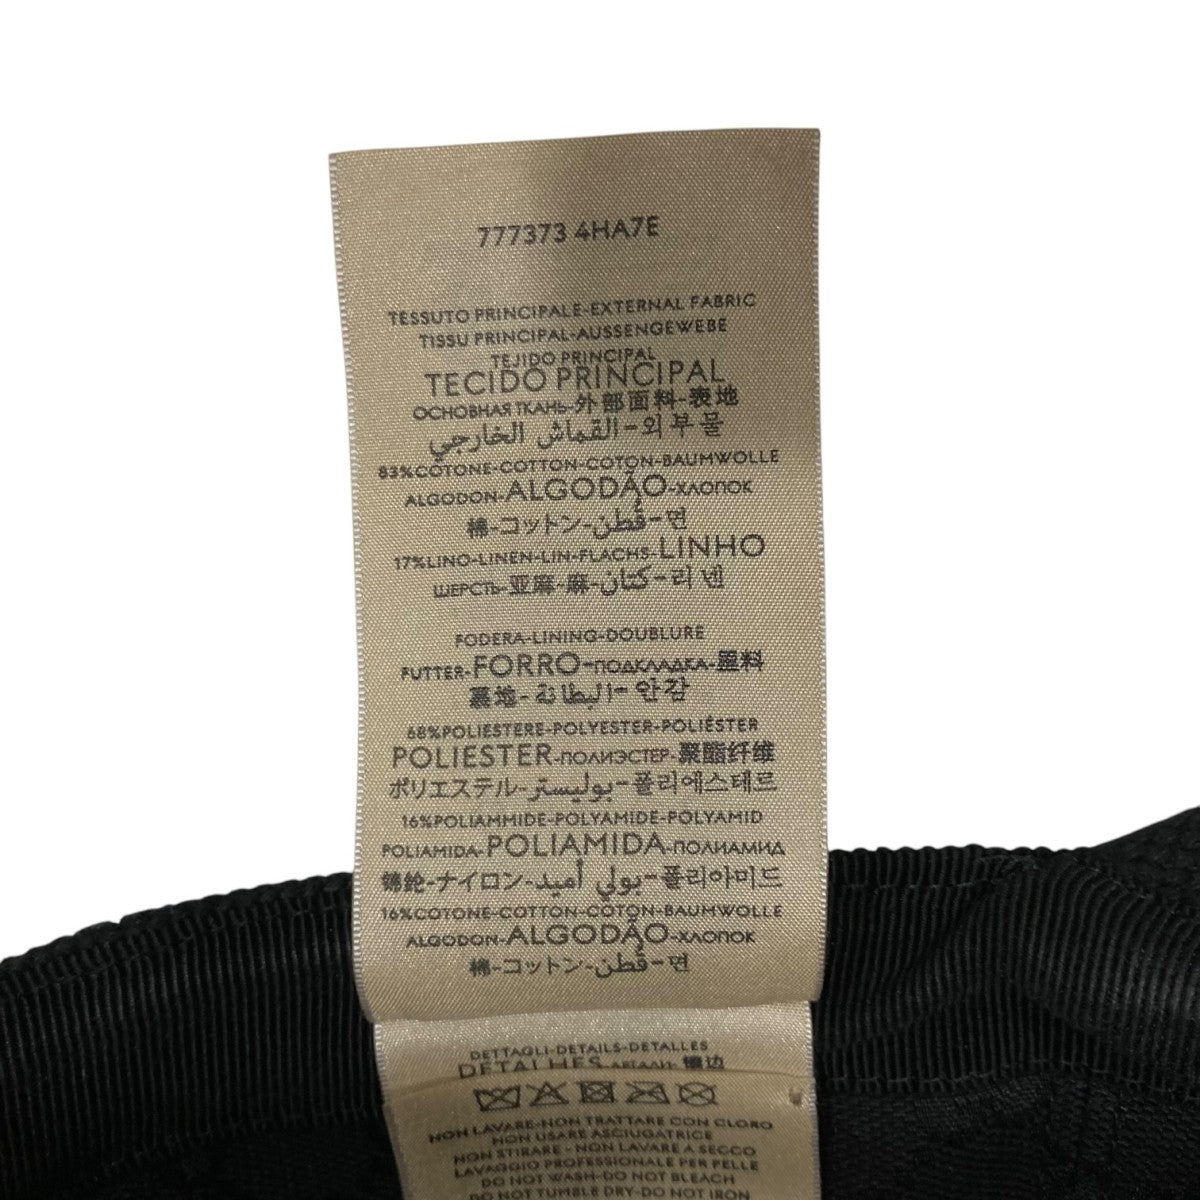 777373 4HA7E
TESSUTO PRINCIPALE-EXTERNAL FABRIC
TISSU PRINCIPAL-AUSSENGEWEBE
TEJIDO PRINCIPAL
TECIDO PRINCIPAL
ОСНОВНАЯ ТКАНЬ-外部面料-表地
القماش الخارجي-외부물
83%COTONE-COTTON-COTON-BAUMWOLLE
ALGODON-ALGODÃO-ХЛОПОК
棉-コットン-قطن-면
17%LINO-LINEN-LIN-FLACHS-LINHO
ШЕРСТЬ-亚麻-麻-كتان-리넨
FODERA-LINING-DOUBLURE
FUTTER-FORRO-ПОДКЛАДКА-里料
裏地-البطانة-안감
68%POLIESTERE-POLYESTER-POLIÉSTER
POLIESTER-ПОЛИЭСТЕР-聚酯纤维
ポリエステル-بوليستر-폴리에스테르
16%POLIAMMIDE-POLYAMIDE-POLYAMID
POLIAMIDA-POLIAMIDA-ПОЛИАМИД
锦纶-ナイロン-بولي أميد-폴리아미드
16%COTONE-COTTON-COTON-BAUMWOLLE
ALGODON-ALGODÃO-ХЛОПОК
棉-コットン-قطن-면
DETTAGLI-DETAILS-DETALLES
DETALHES-ДЕТАЛИ-镶边
NON LAVARE-NON TRATTARE CON CLORO
NON USARE ASCIUGATRICE
NON STIRARE - NON LAVARE A SECCO
LAVAGGIO PROFESSIONALE PER PELLE
DO NOT WASH-DO NOT BLEACH
DO NOT TUMBLE DRY-DO NOT IRON